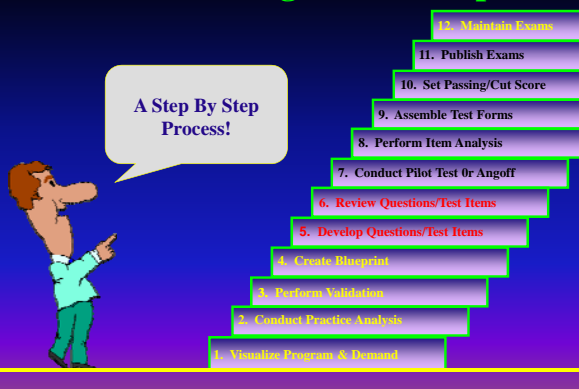 12. Maintain Exams
11. Publish Exams
10. Set Passing/Cut Score
A Step By Step
Process!
9. Assemble Test Forms
8. Perform Item Analysis
7. Conduct Pilot Test 0r Angoff
6. Review Questions/Test Items
5. Develop Questions/Test Items
4. Create Blueprint
3. Perform Validation
2. Conduct Practice Analysis
1. Visualize Program & Demand